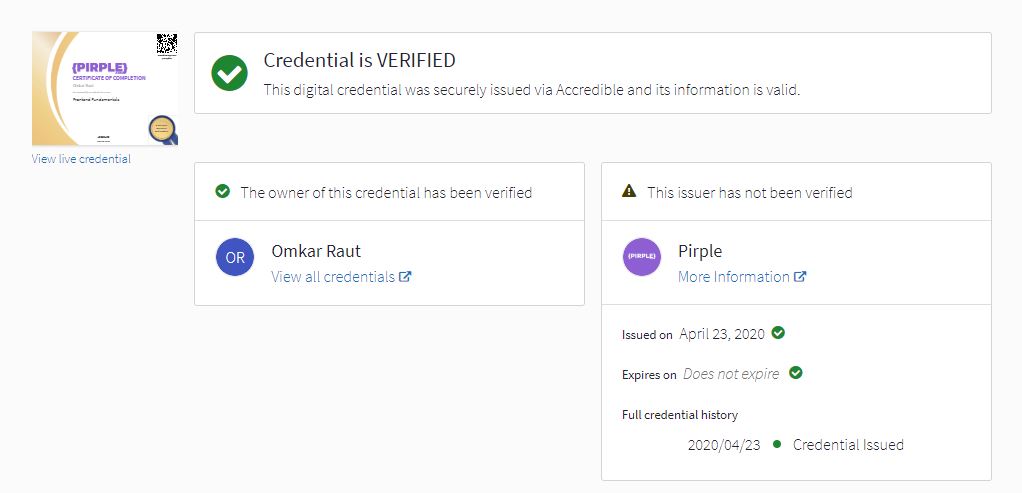 {PIRPLE}
CERTIFICATE OF COMPLETION
Omkar Raut
Frontend Fundamentals
View live credential
Credential is VERIFIED
This digital credential was securely issued via Accredible and its information is valid.
The owner of this credential has been verified
OR
Omkar Raut
View all credentials
This issuer has not been verified
{PIRPLE}
Pirple
More Information
Issued on April 23, 2020
Expires on Does not expire
Full credential history
2020/04/23 Credential Issued